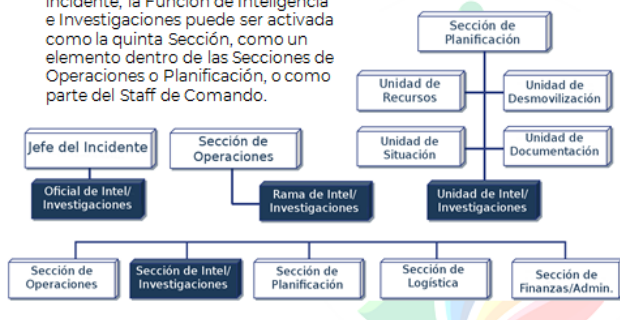 incidente, la Función de Inteligencia
e Investigaciones puede ser activada
como la quinta Sección, como un
elemento dentro de las Secciones de
Operaciones o Planificación, o como
parte del Staff de Comando.
Sección de
Planificación
Unidad de
Recursos
Unidad de
Desmovilización
Unidad de
Situación
Unidad de
Documentación
Unidad de Intel/
Investigaciones
Jefe del Incidente
Oficial de Intel/
Investigaciones
Sección de
Operaciones
Rama de Intel/
Investigaciones
Sección de
Operaciones
Sección de Intel/
Investigaciones
Sección de
Planificación
Sección de
Logística
Sección de
Finanzas/Admin.